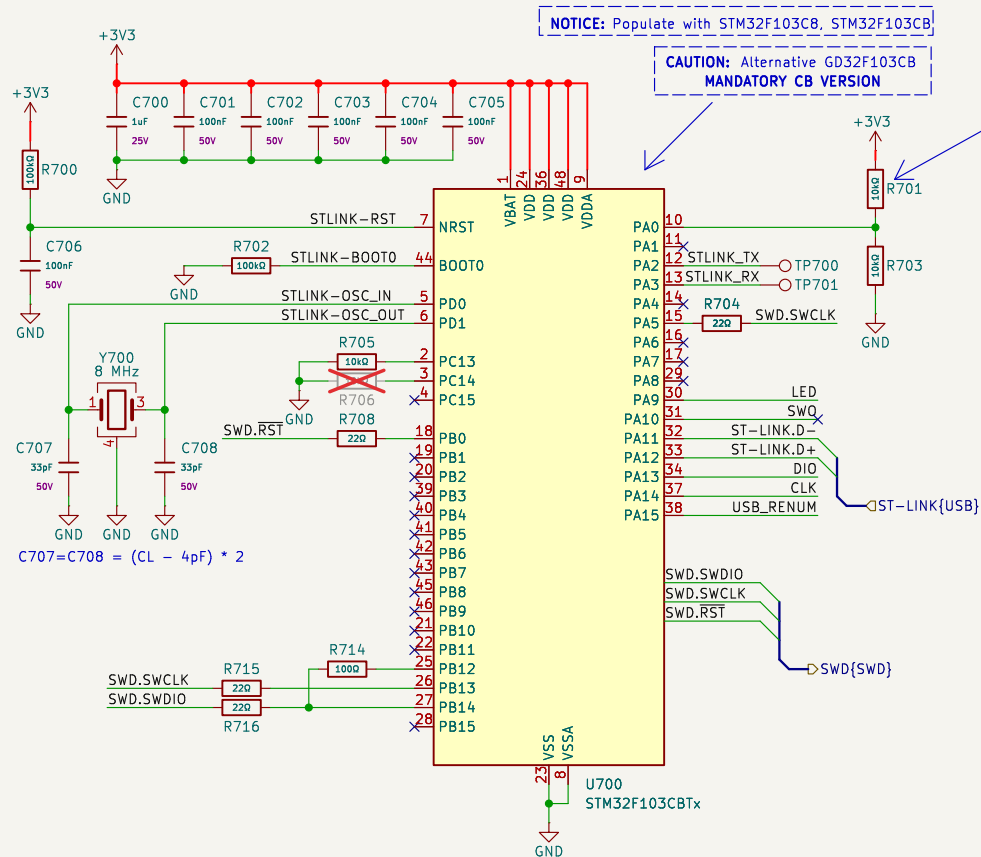 NOTICE: Populate with STM32F103C8, STM32F103CB
CAUTION: Alternative GD32F103CB
MANDATORY CB VERSION
+3V3
C700
1uF
25V
C701
100nF
50V
C702
100nF
50V
C703
100nF
50V
C704
100nF
50V
C705
100nF
50V
GND
+3V3
100kΩ
R700
C706
100nF
50V
GND
+3V3
10kΩ
R701
10kΩ
R703
GND
1
24
36
48
9
VBAT
VDD
VDD
VDD
VDDA
STLINK-RST
7
NRST
R702
100kΩ
GND
STLINK-BOOT0
44
BOOT0
STLINK-OSC_IN
5
PD0
STLINK-OSC_OUT
6
PD1
Y700
8 MHz
1
3
4
C707
33pF
50V
C708
33pF
50V
GND
GND
GND
C707=C708 = (CL - 4pF) * 2
R705
10kΩ
2
PC13
R706
3
PC14
GND
4
PC15
SWD.RST
R708
22Ω
18
PB0
19
PB1
20
PB2
39
PB3
40
PB4
41
PB5
42
PB6
43
PB7
45
PB8
46
PB9
21
PB10
22
PB11
R714
100Ω
25
PB12
SWD.SWCLK
R715
22Ω
26
PB13
SWD.SWDIO
22Ω
R716
27
PB14
28
PB15
PA0
10
PA1
11
PA2
12
STLINK_TX
TP700
PA3
13
STLINK_RX
TP701
PA4
14
PA5
15
R704
22Ω
SWD.SWCLK
PA6
16
PA7
17
PA8
29
PA9
30
LED
PA10
31
SWO
PA11
32
ST-LINK.D-
PA12
33
ST-LINK.D+
PA13
34
DIO
PA14
37
CLK
PA15
38
USB_RENUM
ST-LINK{USB}
SWD.SWDIO
SWD.SWCLK
SWD.RST
SWD{SWD}
VSS
VSSA
23
8
U700
STM32F103CBTx
GND